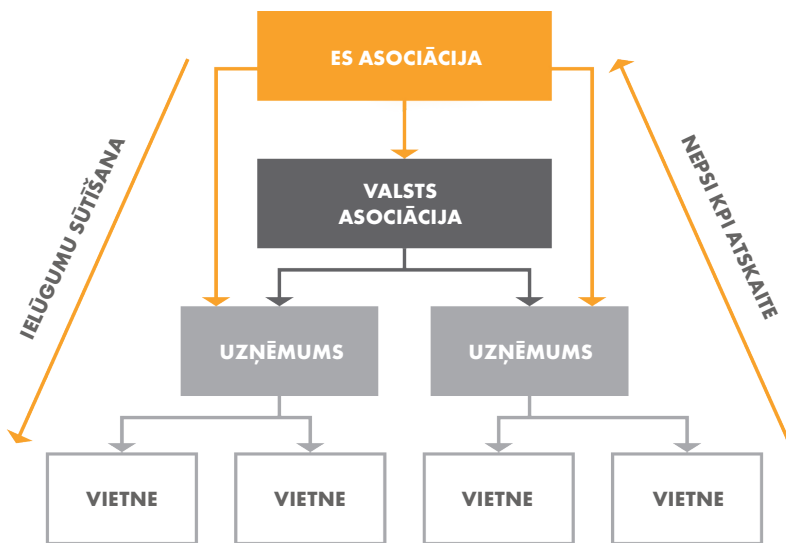 ES ASOCIĀCIJA
IELŪGUMU SŪTĪŠANA
NEPSI KPI ATSKAITE
VALSTS
ASOCIĀCIJA
UZŅĒMUMS
UZŅĒMUMS
VIETNE
VIETNE
VIETNE
VIETNE